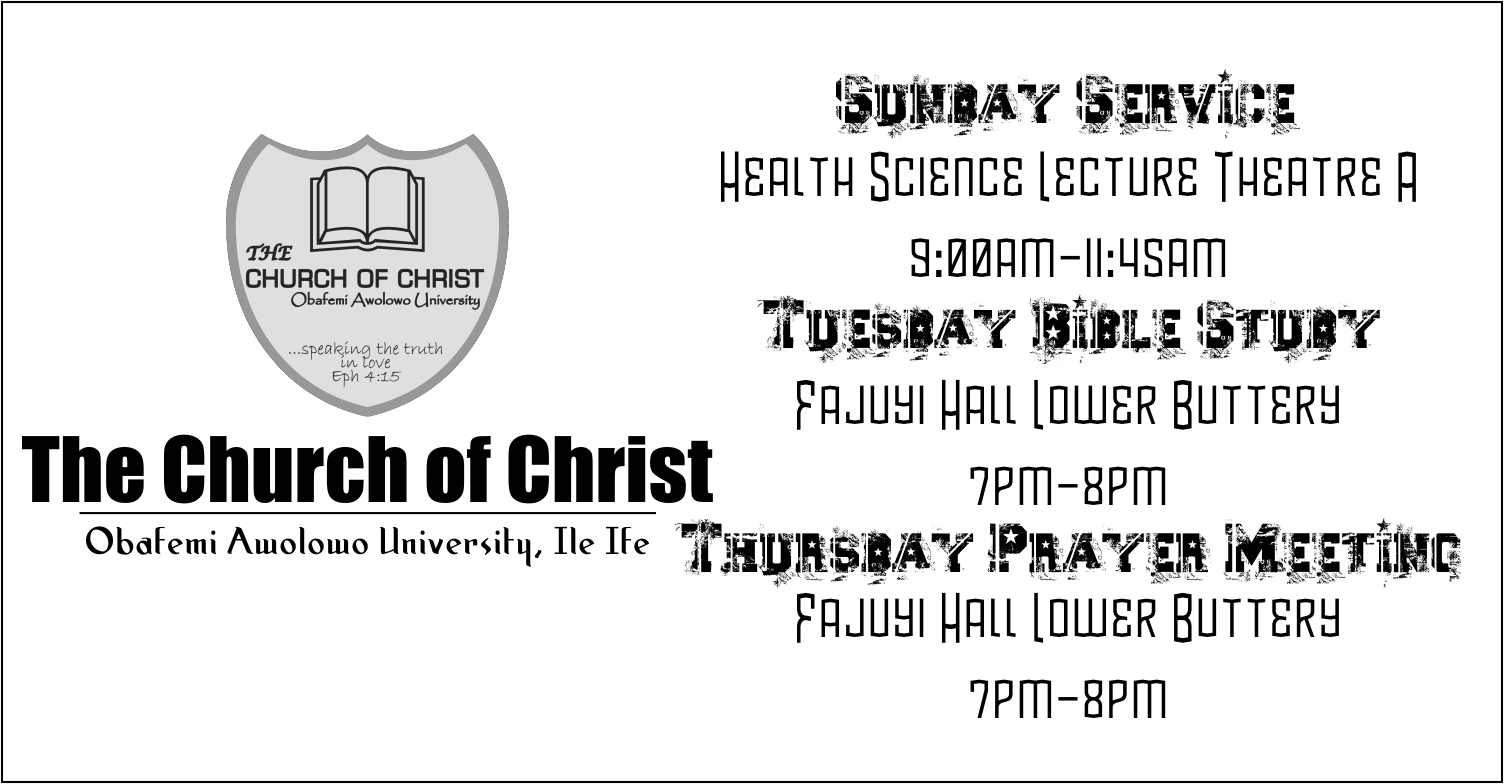 THE
CHURCH OF CHRIST
Obafemi Awolowo University
...speaking the truth
in love
Eph 4:15
The Church of Christ
Obafemi Awolowo University, Ile Ife
Sunday Service
Health Science Lecture Theatre A
9:00am-11:45am
Tuesday Bible Study
Fajuyi Hall Lower Buttery
7pm-8pm
Thursday Prayer Meeting
Fajuyi Hall Lower Buttery
7pm-8pm